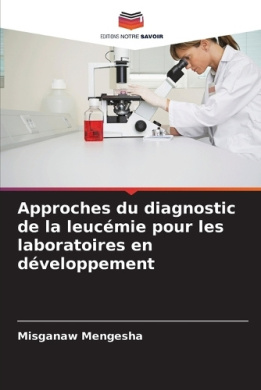 EDITIONS NOTRE SAVOIR
Approches du diagnostic
de la leucémie pour les
laboratoires en
développement
Misganaw Mengesha